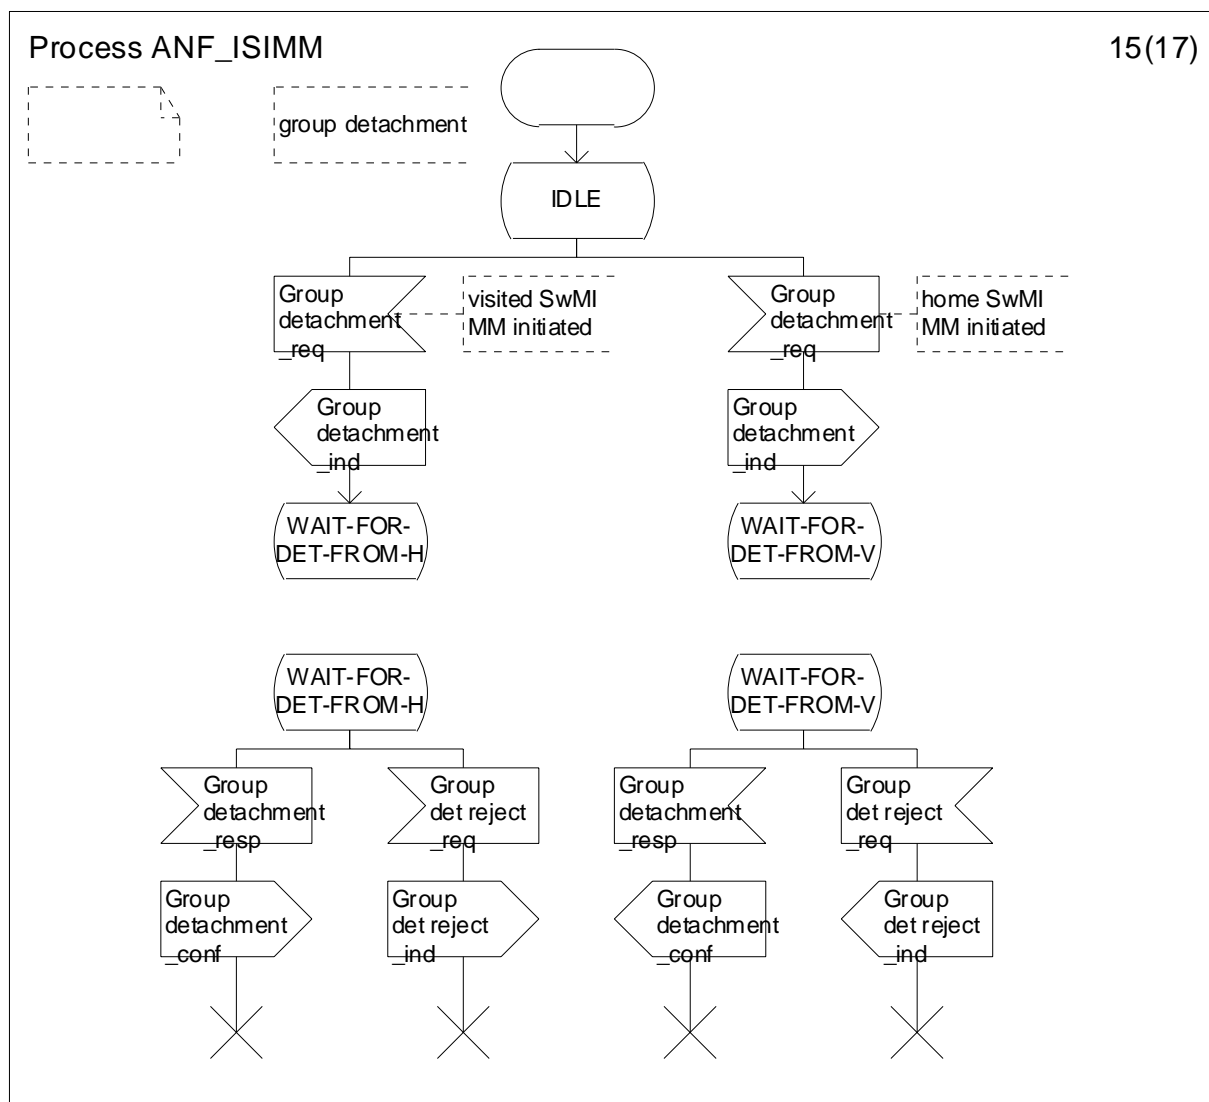 Process ANF_ISIMM
15(17)
group detachment
IDLE
Group
detachment
_req
visited SwMI
MM initiated
Group
detachment
_req
home SwMI
MM initiated
Group
detachment
_ind
Group
detachment
_ind
WAIT-FOR-
DET-FROM-H
WAIT-FOR-
DET-FROM-V
WAIT-FOR-
DET-FROM-H
WAIT-FOR-
DET-FROM-V
Group
detachment
_resp
Group
det reject
_req
Group
detachment
_resp
Group
det reject
_req
Group
detachment
_conf
Group
det reject
_ind
Group
detachment
_conf
Group
det reject
_ind